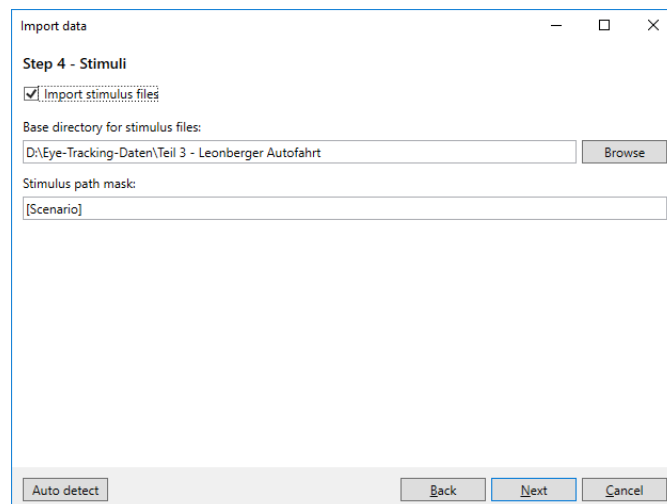 Import data
Step 4 - Stimuli
Import stimulus files
Base directory for stimulus files:
D:\Eye-Tracking-Daten\Teil 3 - Leonberger Autofahrt
Browse
Stimulus path mask:
[Scenario]
Auto detect
Back
Next
Cancel